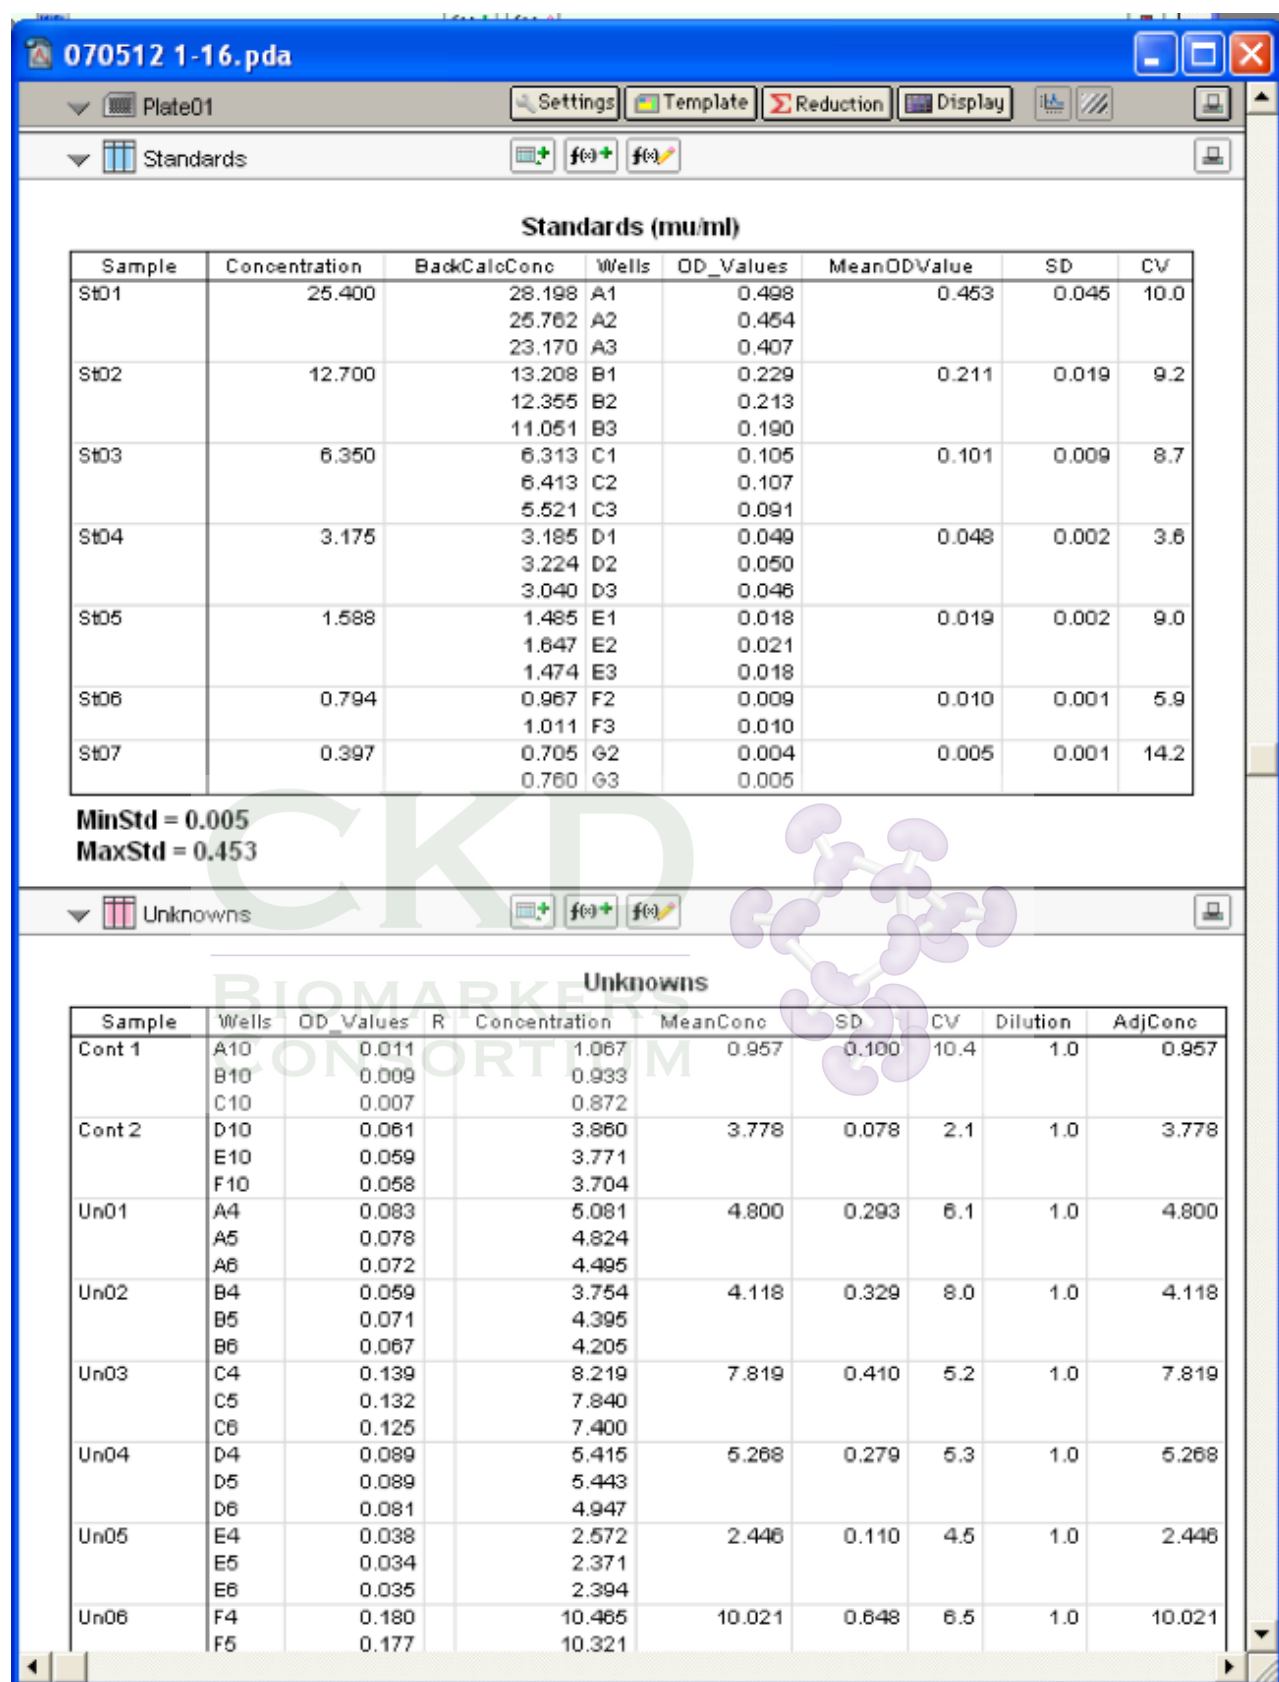 070512 1-16.pda
Plate01 Settings Template Reduction Display
Standards f(x) f(x)
Standards (mu/ml)
Sample Concentration BackCalcConc Wells OD_Values MeanODValue SD CV
St01 25.400 28.198 A1 0.498 0.453 0.045 10.0
25.762 A2 0.454
23.170 A3 0.407
St02 12.700 13.208 B1 0.229 0.211 0.019 9.2
12.355 B2 0.213
11.051 B3 0.190
St03 6.350 6.313 C1 0.105 0.101 0.009 8.7
6.413 C2 0.107
5.521 C3 0.091
St04 3.175 3.185 D1 0.049 0.048 0.002 3.6
3.224 D2 0.050
3.040 D3 0.046
St05 1.588 1.485 E1 0.018 0.019 0.002 9.0
1.647 E2 0.021
1.474 E3 0.018
St06 0.794 0.967 F2 0.009 0.010 0.001 5.9
1.011 F3 0.010
St07 0.397 0.705 G2 0.004 0.005 0.001 14.2
0.760 G3 0.005
MinStd = 0.005
MaxStd = 0.453
CKD
Unknowns f(x) f(x)
BIOMARKERS
CONSORTIUM
Unknowns
Sample Wells OD_Values R Concentration MeanConc SD CV Dilution AdjConc
Cont 1 A10 0.011 1.067 0.957 0.100 10.4 1.0 0.957
B10 0.009 0.933
C10 0.007 0.872
Cont 2 D10 0.061 3.860 3.778 0.078 2.1 1.0 3.778
E10 0.059 3.771
F10 0.058 3.704
Un01 A4 0.083 5.081 4.800 0.293 6.1 1.0 4.800
A5 0.078 4.824
A6 0.072 4.495
Un02 B4 0.059 3.754 4.118 0.329 8.0 1.0 4.118
B5 0.071 4.395
B6 0.067 4.205
Un03 C4 0.139 8.219 7.819 0.410 5.2 1.0 7.819
C5 0.132 7.840
C6 0.125 7.400
Un04 D4 0.089 5.415 5.268 0.279 5.3 1.0 5.268
D5 0.089 5.443
D6 0.081 4.947
Un05 E4 0.038 2.572 2.446 0.110 4.5 1.0 2.446
E5 0.034 2.371
E6 0.035 2.394
Un06 F4 0.180 10.465 10.021 0.648 6.5 1.0 10.021
F5 0.177 10.321